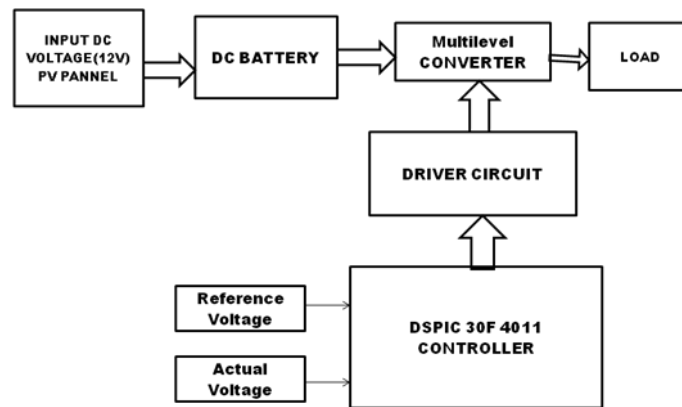 INPUT DC
VOLTAGE(12V)
PV PANNEL
DC BATTERY
Multilevel
CONVERTER
LOAD
DRIVER CIRCUIT
Reference
Voltage
DSPIC 30F 4011
CONTROLLER
Actual
Voltage